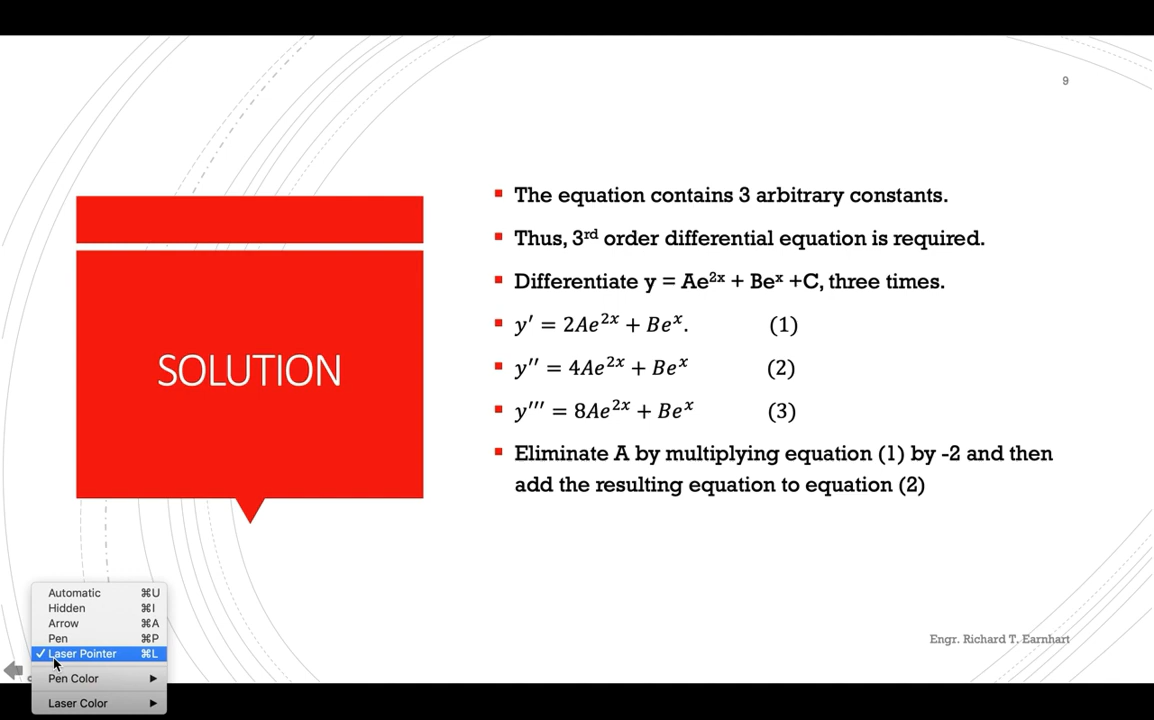 9
SOLUTION
▪ The equation contains 3 arbitrary constants.
▪ Thus, 3ʳᵈ order differential equation is required.
▪ Differentiate y = Ae²ˣ + Beˣ +C, three times.
▪ y′ = 2Ae²ˣ + Beˣ. (1)
▪ y′′ = 4Ae²ˣ + Beˣ (2)
▪ y′′′ = 8Ae²ˣ + Beˣ (3)
▪ Eliminate A by multiplying equation (1) by -2 and then
add the resulting equation to equation (2)
Engr. Richard T. Earnhart
Automatic ⌘U
Hidden ⌘I
Arrow ⌘A
Pen ⌘P
✓ Laser Pointer ⌘L
Pen Color ▶
Laser Color ▶